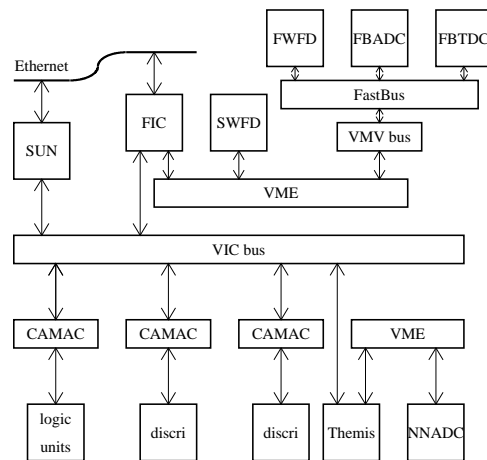 FWFD FBADC FBTDC
Ethernet
FastBus
FIC SWFD
VMV bus
SUN
VME
VIC bus
CAMAC CAMAC CAMAC VME
logic
units
discri discri Themis NNADC